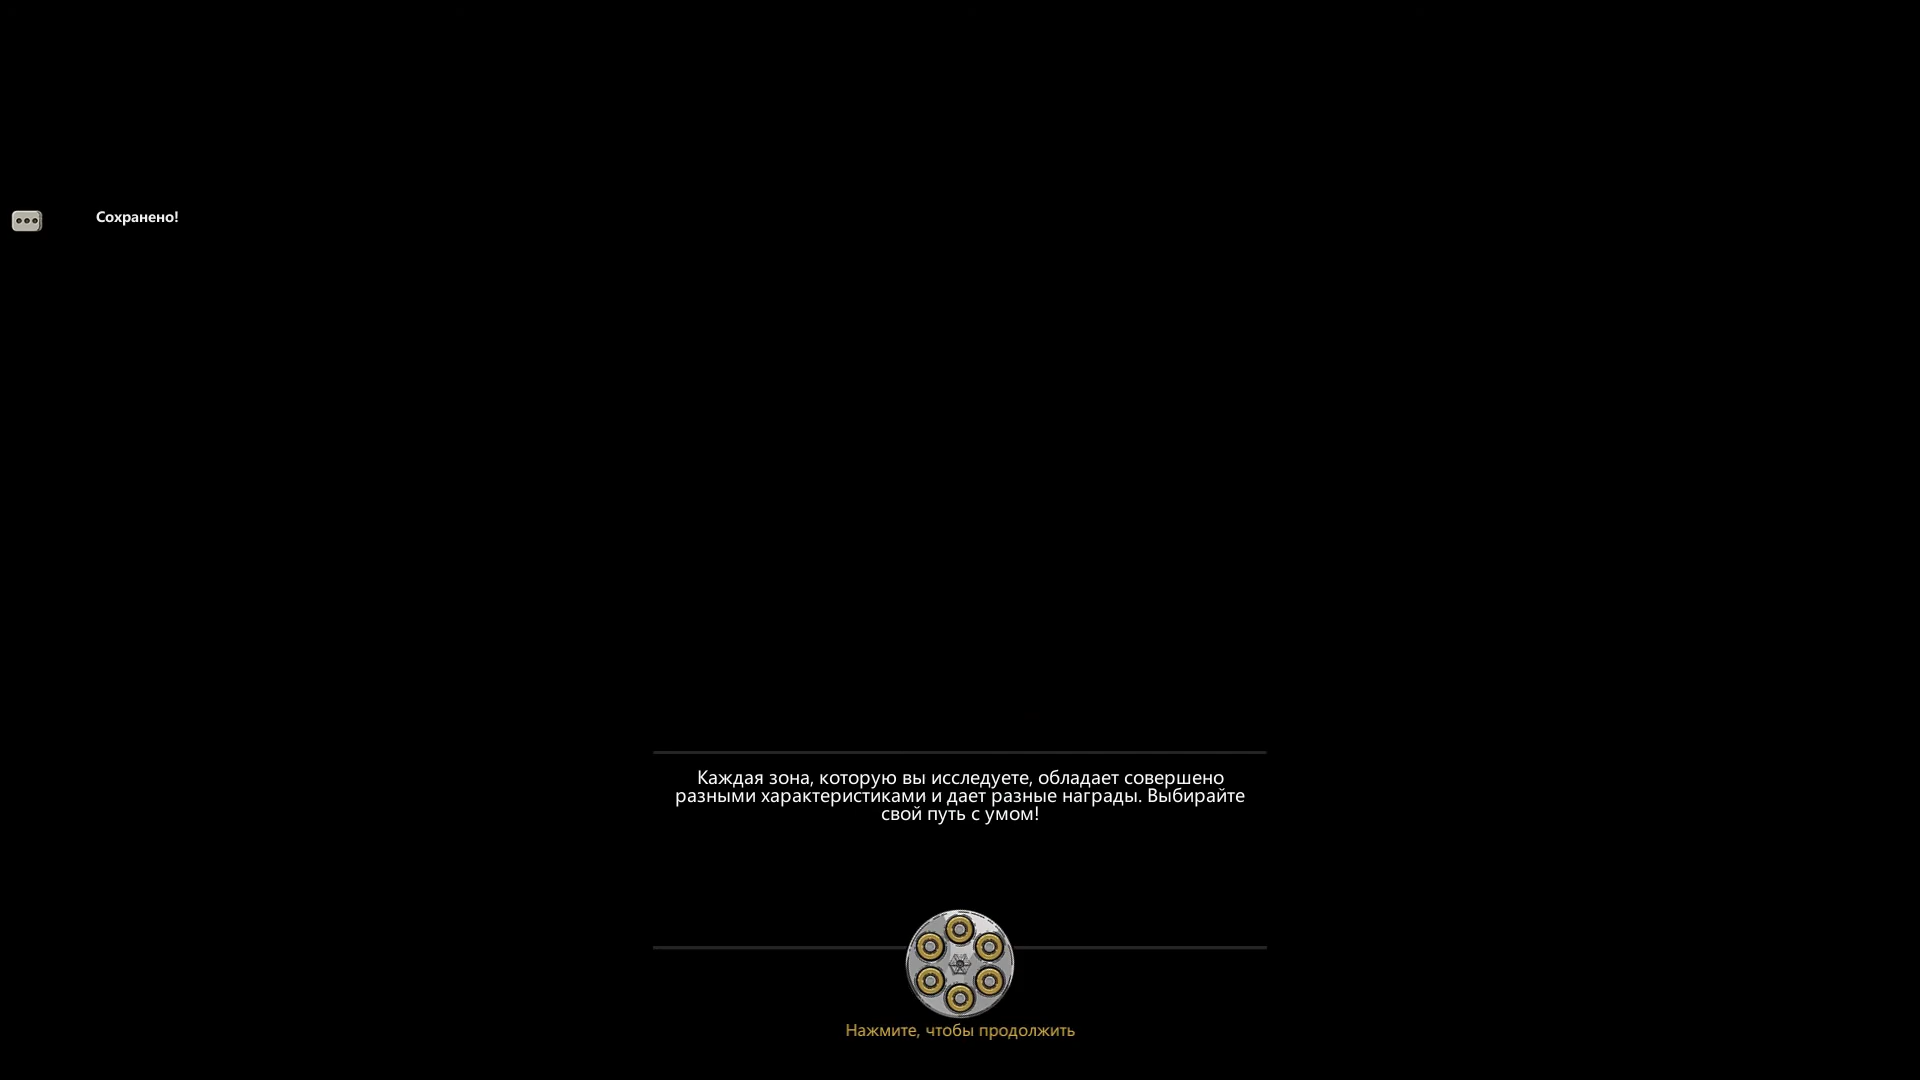 Сохранено!
Каждая зона, которую вы исследуете, обладает совершено
разными характеристиками и дает разные награды. Выбирайте
свой путь с умом!
Нажмите, чтобы продолжить